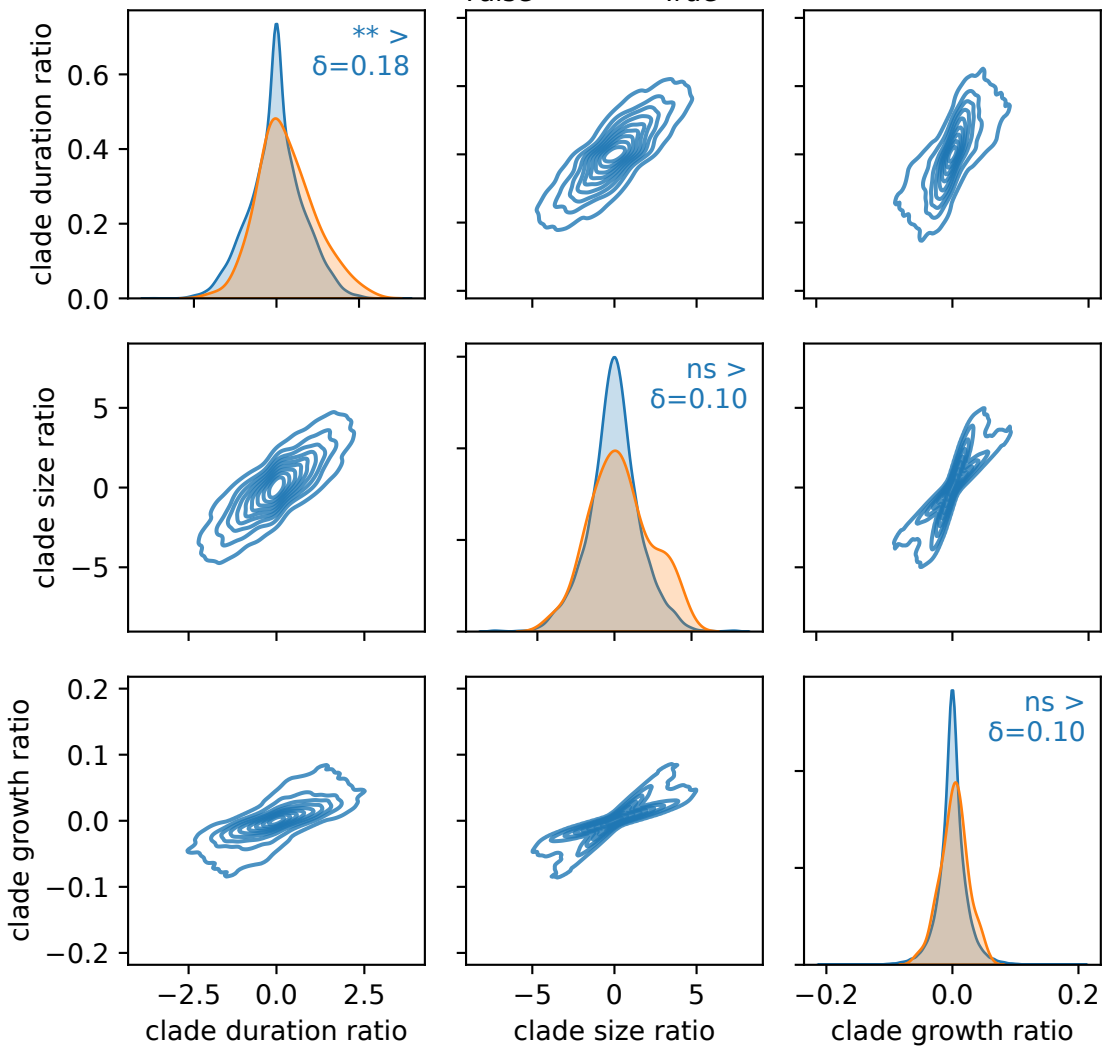 clade duration ratio
0.6
0.4
0.2
0.0
** >
δ=0.18
clade size ratio
5
0
−5
ns >
δ=0.10
clade growth ratio
0.2
0.1
0.0
−0.1
−0.2
ns >
δ=0.10
−2.5 0.0 2.5
−5 0 5
−0.2 0.0 0.2
clade duration ratio
clade size ratio
clade growth ratio